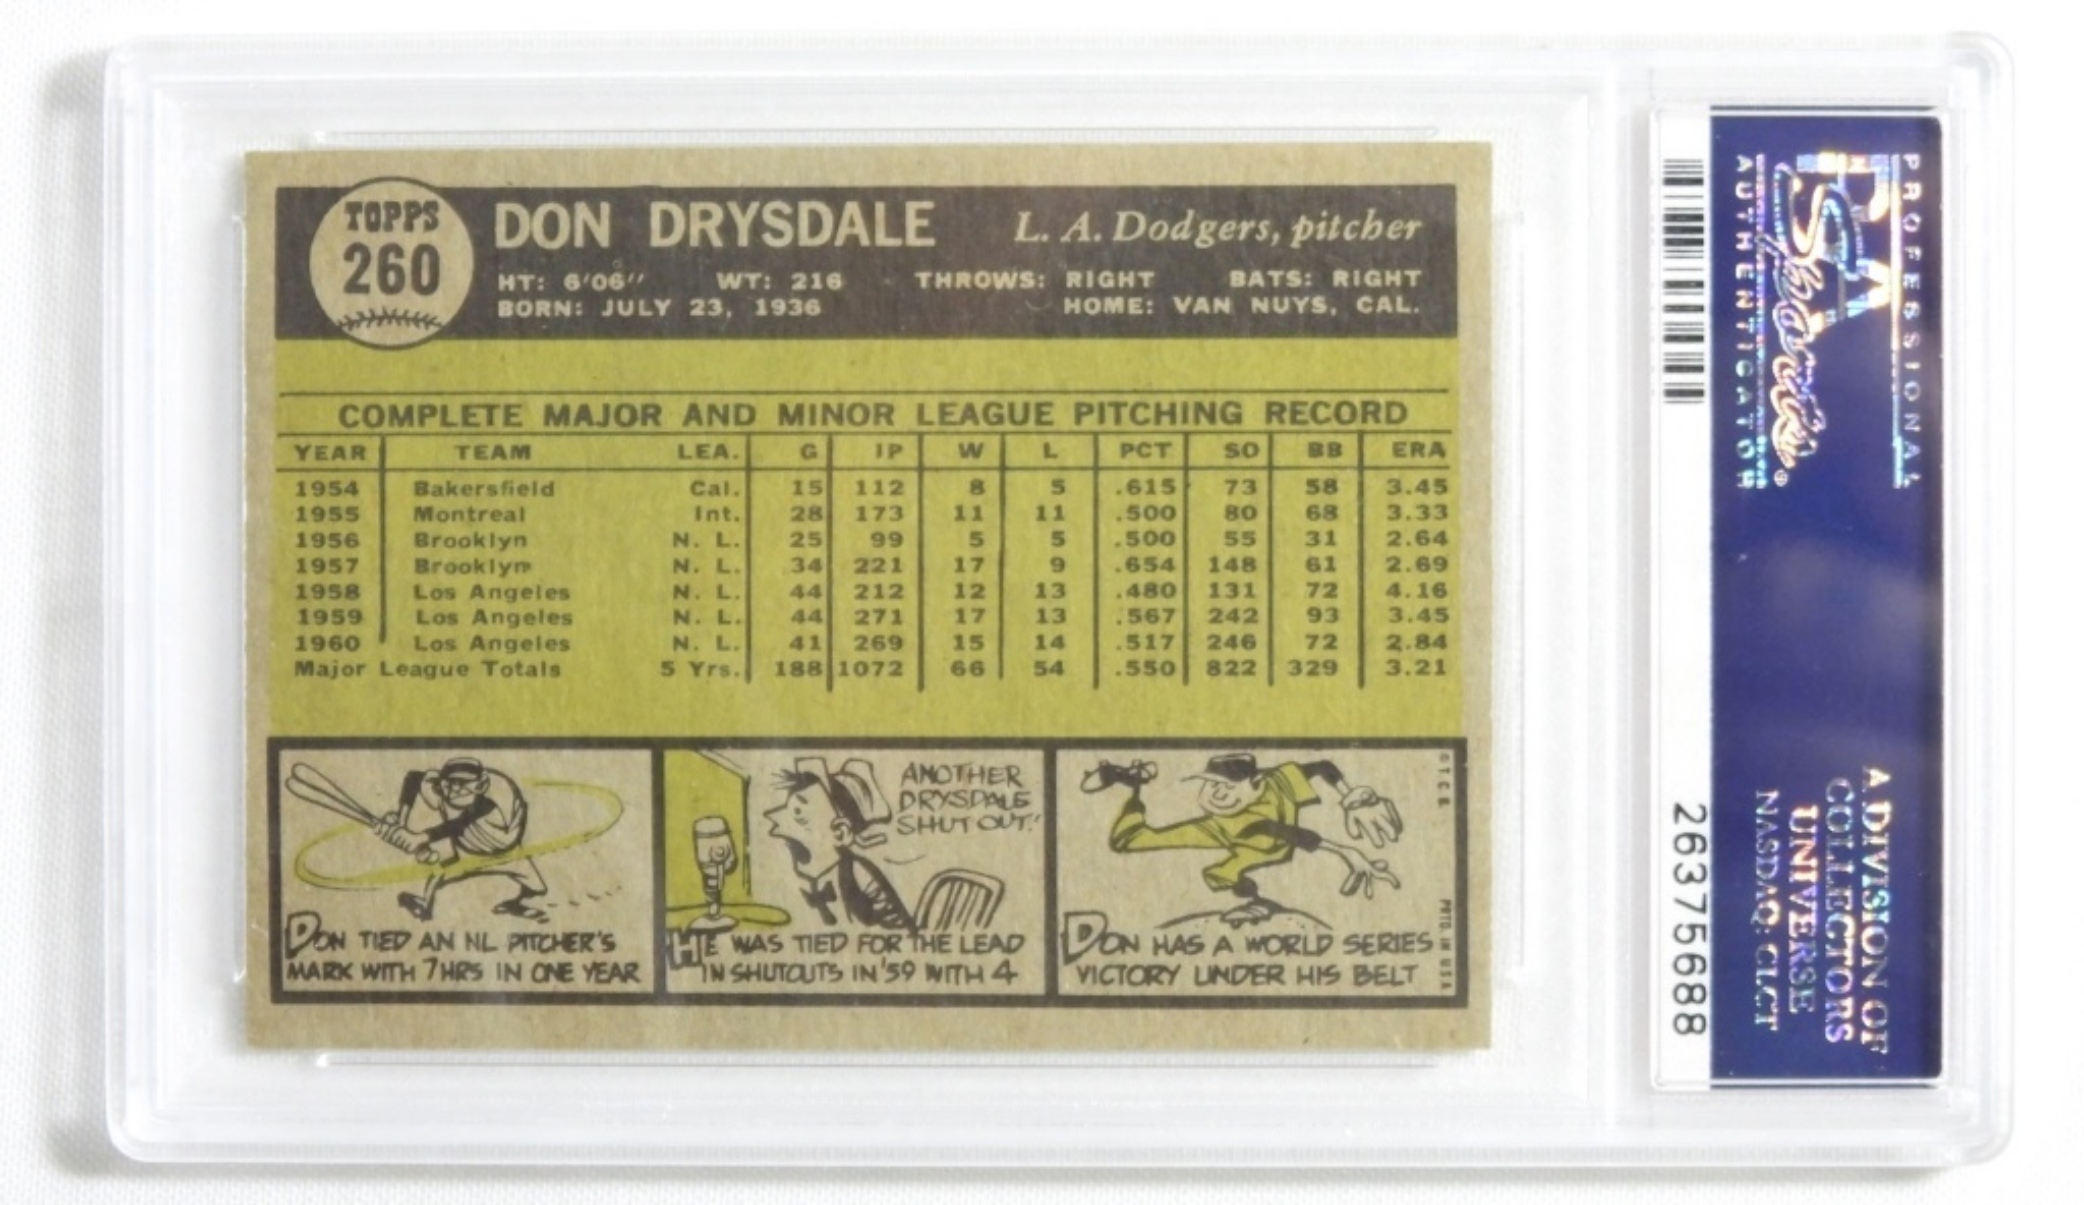 TOPPS
260
DON DRYSDALE L. A. Dodgers, pitcher
HT: 6'06" WT: 216 THROWS: RIGHT BATS: RIGHT
BORN: JULY 23, 1936 HOME: VAN NUYS, CAL.
COMPLETE MAJOR AND MINOR LEAGUE PITCHING RECORD
YEAR TEAM LEA. G IP W L PCT SO BB ERA
1954 Bakersfield Cal. 15 112 8 5 .615 73 58 3.45
1955 Montreal Int. 28 173 11 11 .500 80 68 3.33
1956 Brooklyn N. L. 25 99 5 5 .500 55 31 2.64
1957 Brooklyn N. L. 34 221 17 9 .654 148 61 2.69
1958 Los Angeles N. L. 44 212 12 13 .480 131 72 4.16
1959 Los Angeles N. L. 44 271 17 13 .567 242 93 3.45
1960 Los Angeles N. L. 41 269 15 14 .517 246 72 2.84
Major League Totals 5 Yrs. 188 1072 66 54 .550 822 329 3.21
DON TIED AN NL PITCHER'S
MARK WITH 7 HRS IN ONE YEAR
ANOTHER
DRYSDALE
SHUT OUT!"
HE WAS TIED FOR THE LEAD
IN SHUTOUTS IN '59 WITH 4
DON HAS A WORLD SERIES
VICTORY UNDER HIS BELT
© T.C.G.
PRTD. IN U.S.A.
PROFESSIONAL
PSA
Sports
AUTHENTICATOR
®
A DIVISION OF
COLLECTORS
UNIVERSE
NASDAQ: CLCT
26375688